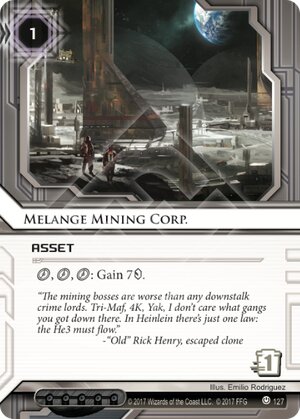 1
MELANGE MINING CORP.
ASSET
, , : Gain 7.
“The mining bosses are worse than any downstalk
crime lords. Tri-Maf, 4K, Yak, I don’t care what gangs
you got down there. In Heinlein there’s just one law:
the He3 must flow.”
-“Old” Rick Henry, escaped clone
1
Illus. Emilio Rodriguez
© 2017 Wizards of the Coast LLC. © 2017 FFG
127